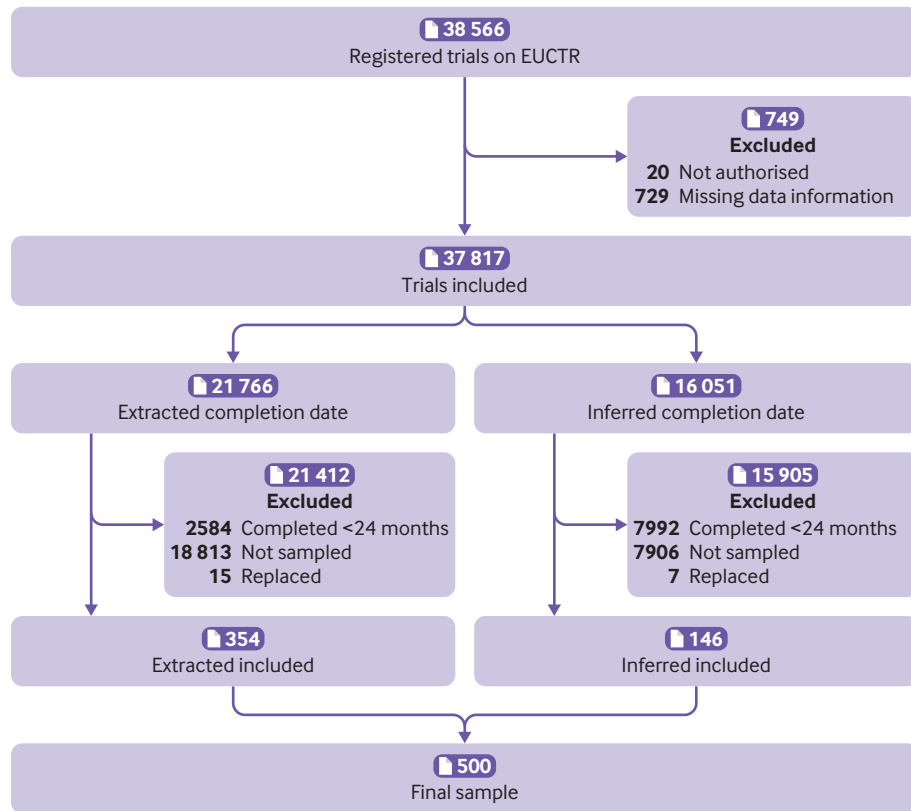 38 566
Registered trials on EUCTR
749
Excluded
20 Not authorised
729 Missing data information
37 817
Trials included
21 766
Extracted completion date
16 051
Inferred completion date
21 412
Excluded
2584 Completed <24 months
18 813 Not sampled
15 Replaced
15 905
Excluded
7992 Completed <24 months
7906 Not sampled
7 Replaced
354
Extracted included
146
Inferred included
500
Final sample